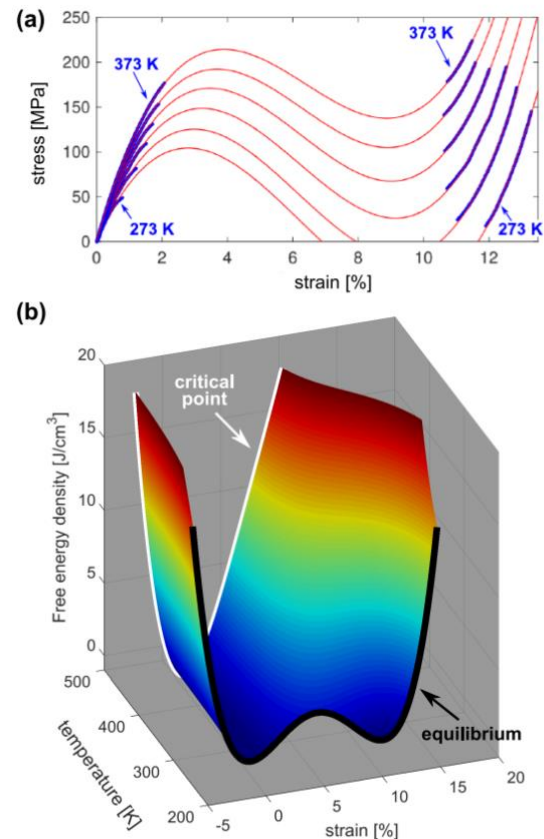 (a)
250
200
150
100
50
0
stress [MPa]
373 K
273 K
373 K
273 K
0 2 4 6 8 10 12
strain [%]
(b)
20
15
10
5
0
Free energy density [J/cm³]
critical
point
equilibrium
500
400
300
200
temperature [K]
-5 0 5 10 15 20
strain [%]